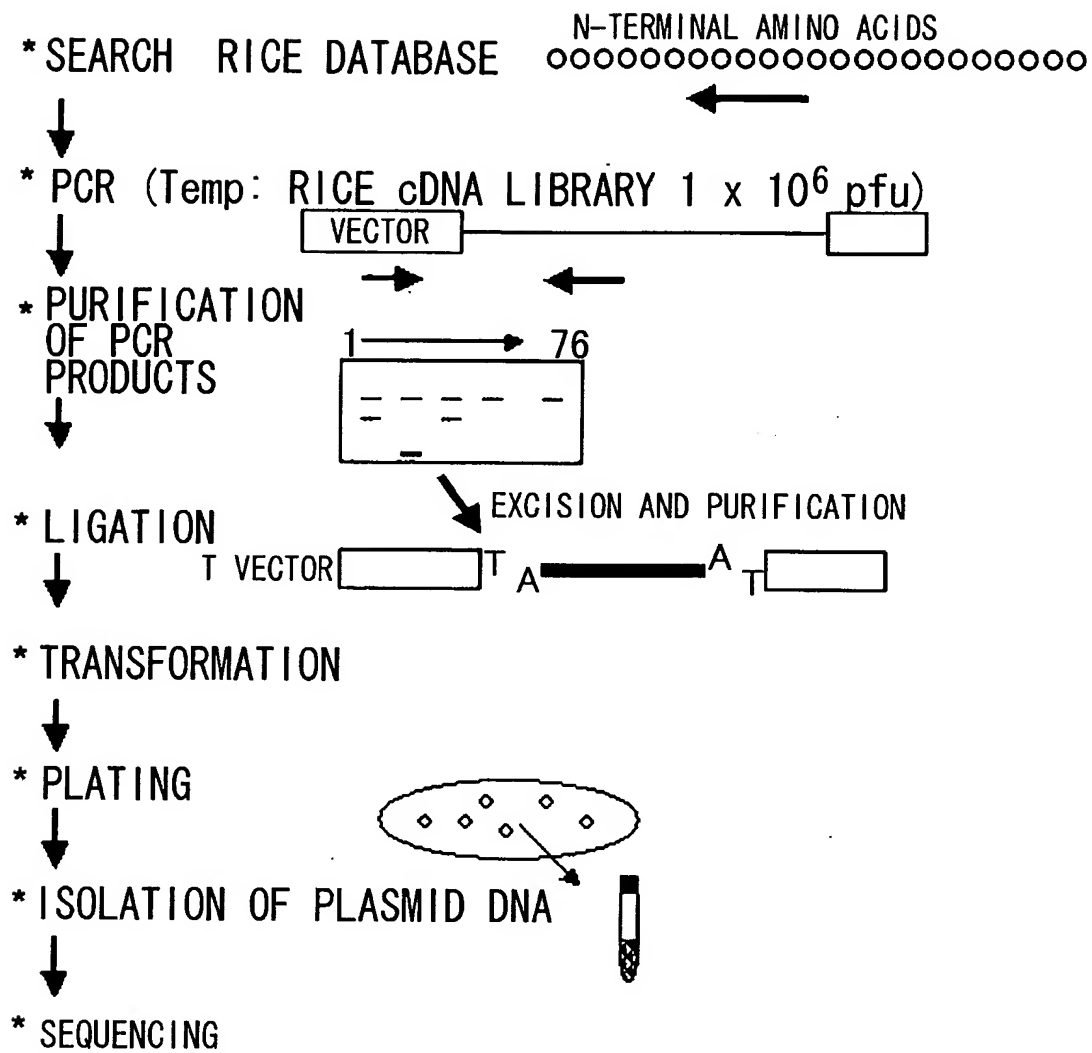 N-TERMINAL AMINO ACIDS
* SEARCH RICE DATABASE
* PCR (Temp: RICE cDNA LIBRARY 1 x 10⁶ pfu)
VECTOR
* PURIFICATION
OF PCR
PRODUCTS
1 76
EXCISION AND PURIFICATION
* LIGATION
T VECTOR T A A T
* TRANSFORMATION
* PLATING
* ISOLATION OF PLASMID DNA
* SEQUENCING